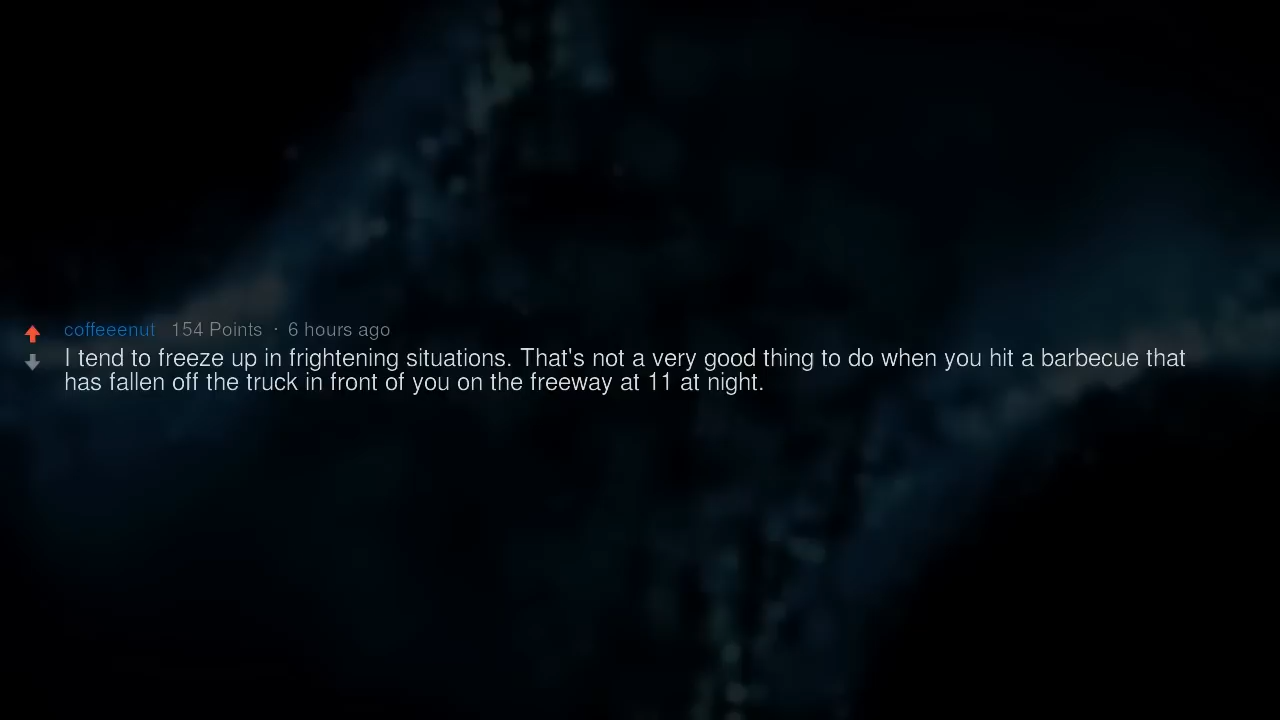 coffeeenut 154 Points · 6 hours ago
I tend to freeze up in frightening situations. That's not a very good thing to do when you hit a barbecue that
has fallen off the truck in front of you on the freeway at 11 at night.